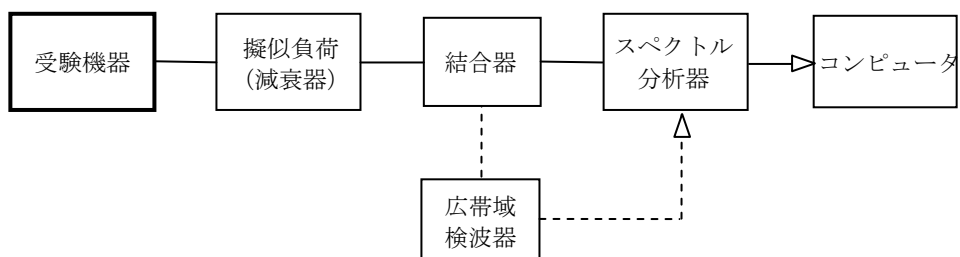 受験機器
擬似負荷
(減衰器)
結合器
スペクトル
分析器
コンピュータ
広帯域
検波器